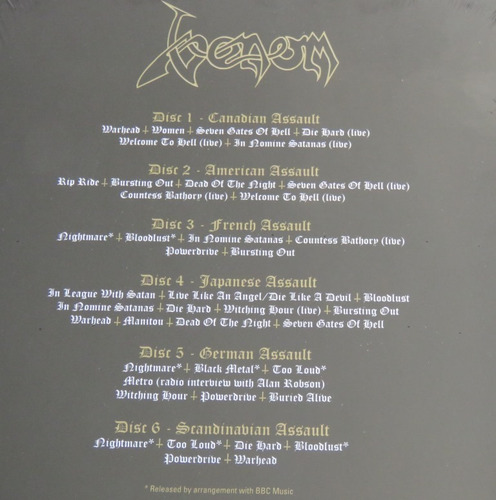 Venom
Disc 1 - Canadian Assault
Warhead † Women † Seven Gates Of Hell † Die Hard (live)
Welcome To Hell (live) † In Nomine Satanas (live)
Disc 2 - American Assault
Rip Ride † Bursting Out † Dead Of The Night † Seven Gates Of Hell (live)
Countess Bathory (live) † Welcome To Hell (live)
Disc 3 - French Assault
Nightmare* † Bloodlust* † In Nomine Satanas † Countess Bathory (live)
Powerdrive † Bursting Out
Disc 4 - Japanese Assault
In League With Satan † Live Like An Angel/Die Like A Devil † Bloodlust
In Nomine Satanas † Die Hard † Witching Hour (live) † Bursting Out
Warhead † Manitou † Dead Of The Night † Seven Gates Of Hell
Disc 5 - German Assault
Nightmare* † Black Metal* † Too Loud*
Metro (radio interview with Alan Robson)
Witching Hour † Powerdrive † Buried Alive
Disc 6 - Scandinavian Assault
Nightmare* † Too Loud* † Die Hard † Bloodlust*
Powerdrive † Warhead
* Released by arrangement with BBC Music